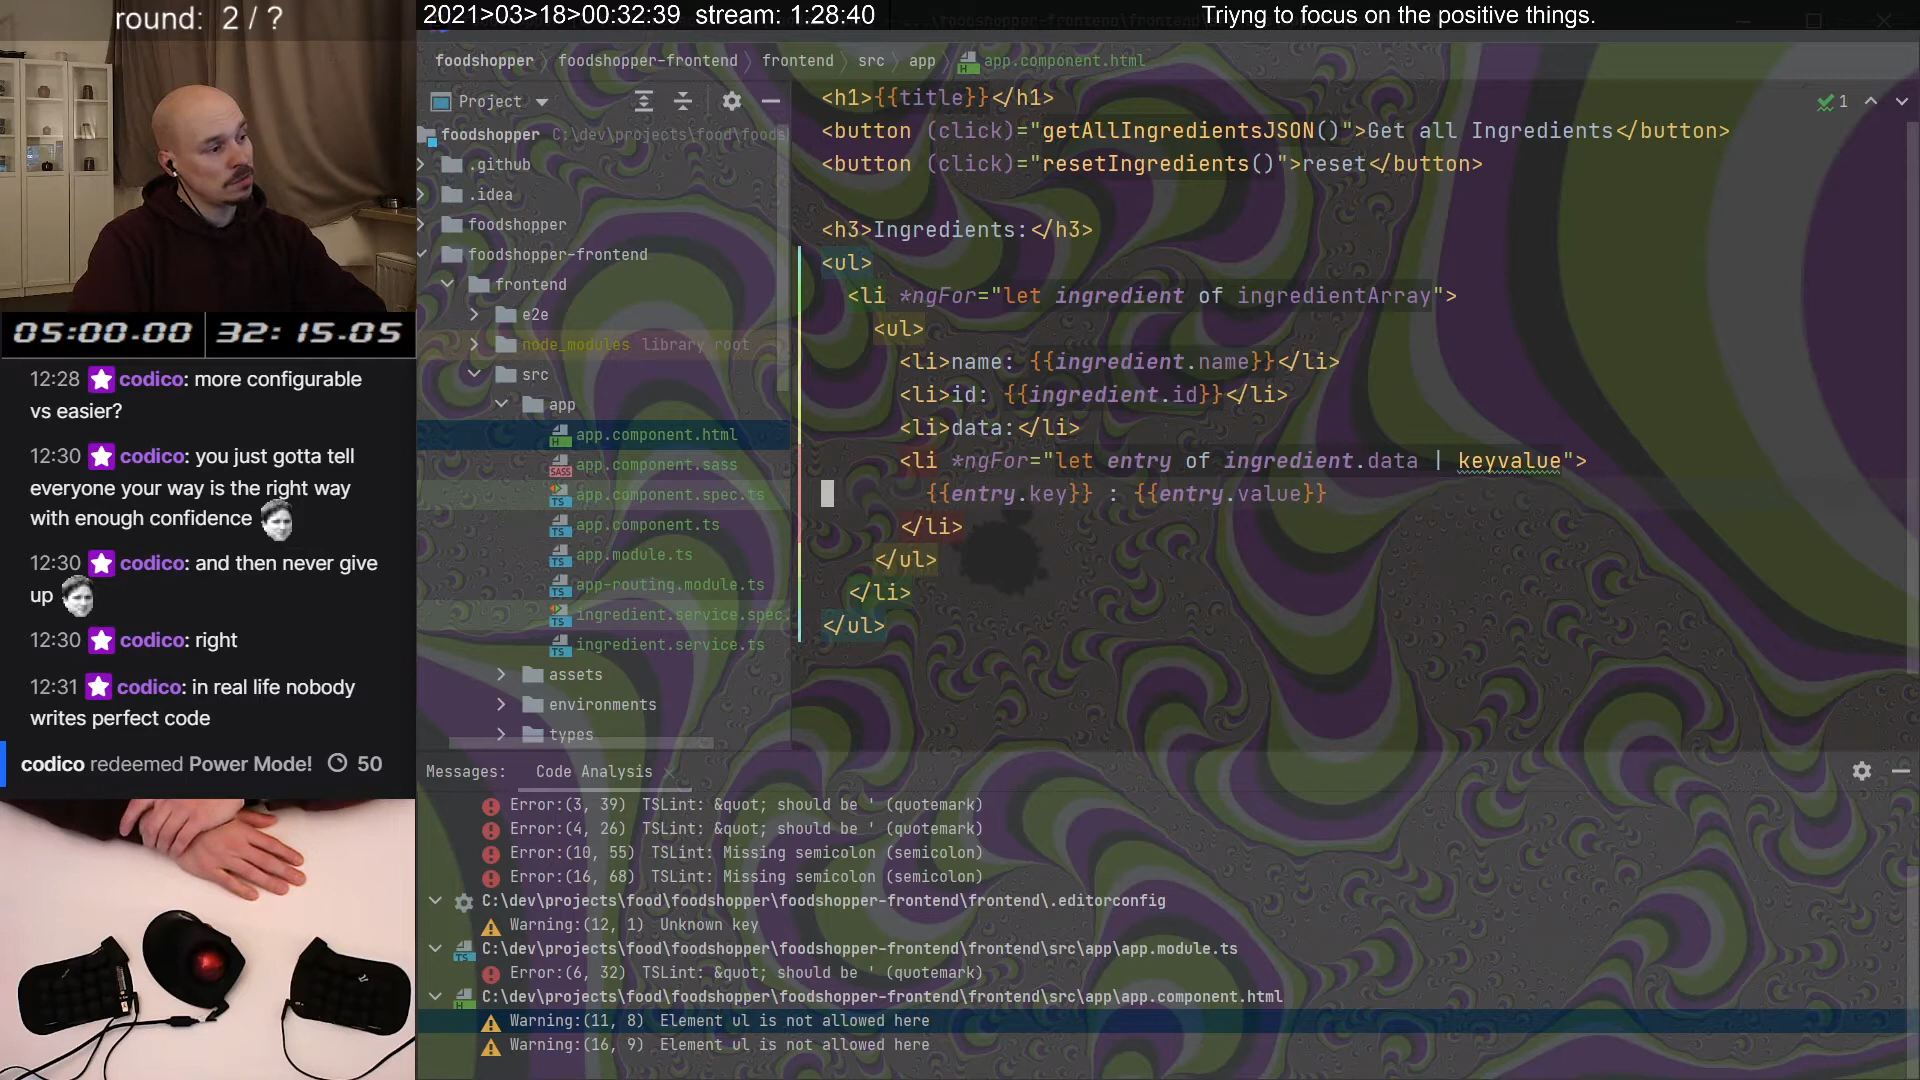 round: 2 / ?
2021>03>18>00:32:39 stream: 1:28:40
Triyng to focus on the positive things.
05:00.00 32:15.05
12:28 codico: more configurable
vs easier?
12:30 codico: you just gotta tell
everyone your way is the right way
with enough confidence
12:30 codico: and then never give
up
12:30 codico: right
12:31 codico: in real life nobody
writes perfect code
codico redeemed Power Mode! 50
foodshopper foodshopper-frontend frontend src app app.component.html
Project
foodshopper C:\dev\projects\food\foods
.github
.idea
foodshopper
foodshopper-frontend
frontend
e2e
node_modules library root
src
app
app.component.html
app.component.sass
app.component.spec.ts
app.component.ts
app.module.ts
app-routing.module.ts
ingredient.service.spec.
ingredient.service.ts
assets
environments
types
<h1>{{title}}</h1>
<button (click)="getAllIngredientsJSON()">Get all Ingredients</button>
<button (click)="resetIngredients()">reset</button>
<h3>Ingredients:</h3>
<ul>
<li *ngFor="let ingredient of ingredientArray">
<ul>
<li>name: {{ingredient.name}}</li>
<li>id: {{ingredient.id}}</li>
<li>data:</li>
<li *ngFor="let entry of ingredient.data | keyvalue">
{{entry.key}} : {{entry.value}}
</li>
</ul>
</li>
</ul>
1
Messages: Code Analysis
Error:(3, 39) TSLint: &quot; should be ' (quotemark)
Error:(4, 26) TSLint: &quot; should be ' (quotemark)
Error:(10, 55) TSLint: Missing semicolon (semicolon)
Error:(16, 68) TSLint: Missing semicolon (semicolon)
C:\dev\projects\food\foodshopper\foodshopper-frontend\frontend\.editorconfig
Warning:(12, 1) Unknown key
C:\dev\projects\food\foodshopper\foodshopper-frontend\frontend\src\app\app.module.ts
Error:(6, 32) TSLint: &quot; should be ' (quotemark)
C:\dev\projects\food\foodshopper\foodshopper-frontend\frontend\src\app\app.component.html
Warning:(11, 8) Element ul is not allowed here
Warning:(16, 9) Element ul is not allowed here